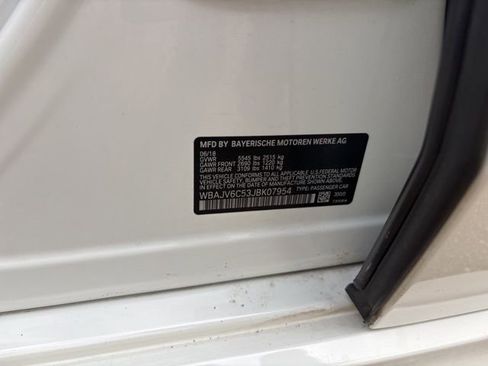 MFD BY BAYERISCHE MOTOREN WERKE AG
06/18
GVWR 5545 lbs 2515 kg
GAWR FRONT 2690 lbs 1220 kg
GAWR REAR 3109 lbs 1410 kg
THIS VEHICLE CONFORMS TO ALL APPLICABLE U.S. FEDERAL MOTOR
VEHICLE SAFETY, BUMPER, AND THEFT PREVENTION STANDARDS
IN EFFECT ON THE DATE OF MANUFACTURE SHOWN ABOVE.
WBAJV6C53JBK07954 TYPE: PASSENGER CAR